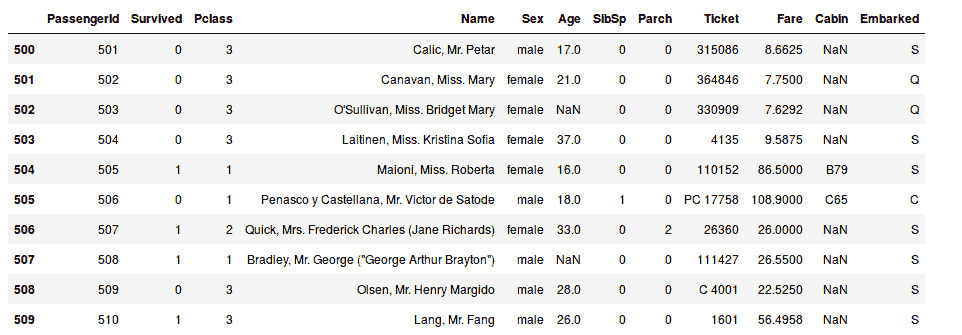 PassengerId Survived Pclass Name Sex Age SibSp Parch Ticket Fare Cabin Embarked
500 501 0 3 Calic, Mr. Petar male 17.0 0 0 315086 8.6625 NaN S
501 502 0 3 Canavan, Miss. Mary female 21.0 0 0 364846 7.7500 NaN Q
502 503 0 3 O'Sullivan, Miss. Bridget Mary female NaN 0 0 330909 7.6292 NaN Q
503 504 0 3 Laitinen, Miss. Kristina Sofia female 37.0 0 0 4135 9.5875 NaN S
504 505 1 1 Maioni, Miss. Roberta female 16.0 0 0 110152 86.5000 B79 S
505 506 0 1 Penasco y Castellana, Mr. Victor de Satode male 18.0 1 0 PC 17758 108.9000 C65 C
506 507 1 2 Quick, Mrs. Frederick Charles (Jane Richards) female 33.0 0 2 26360 26.0000 NaN S
507 508 1 1 Bradley, Mr. George ("George Arthur Brayton") male NaN 0 0 111427 26.5500 NaN S
508 509 0 3 Olsen, Mr. Henry Margido male 28.0 0 0 C 4001 22.5250 NaN S
509 510 1 3 Lang, Mr. Fang male 26.0 0 0 1601 56.4958 NaN S